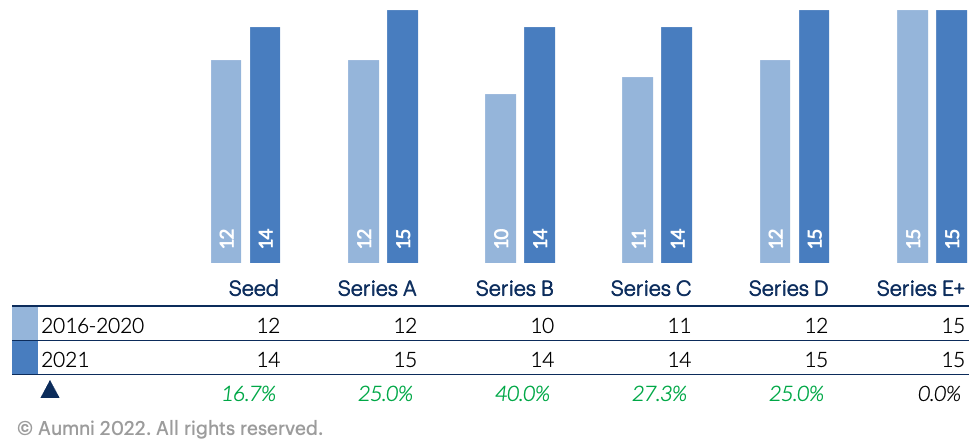 12 14 12 15 10 14 11 14 12 15 15 15
Seed Series A Series B Series C Series D Series E+
2016-2020 12 12 10 11 12 15
2021 14 15 14 14 15 15
▲ 16.7% 25.0% 40.0% 27.3% 25.0% 0.0%
© Aumni 2022. All rights reserved.